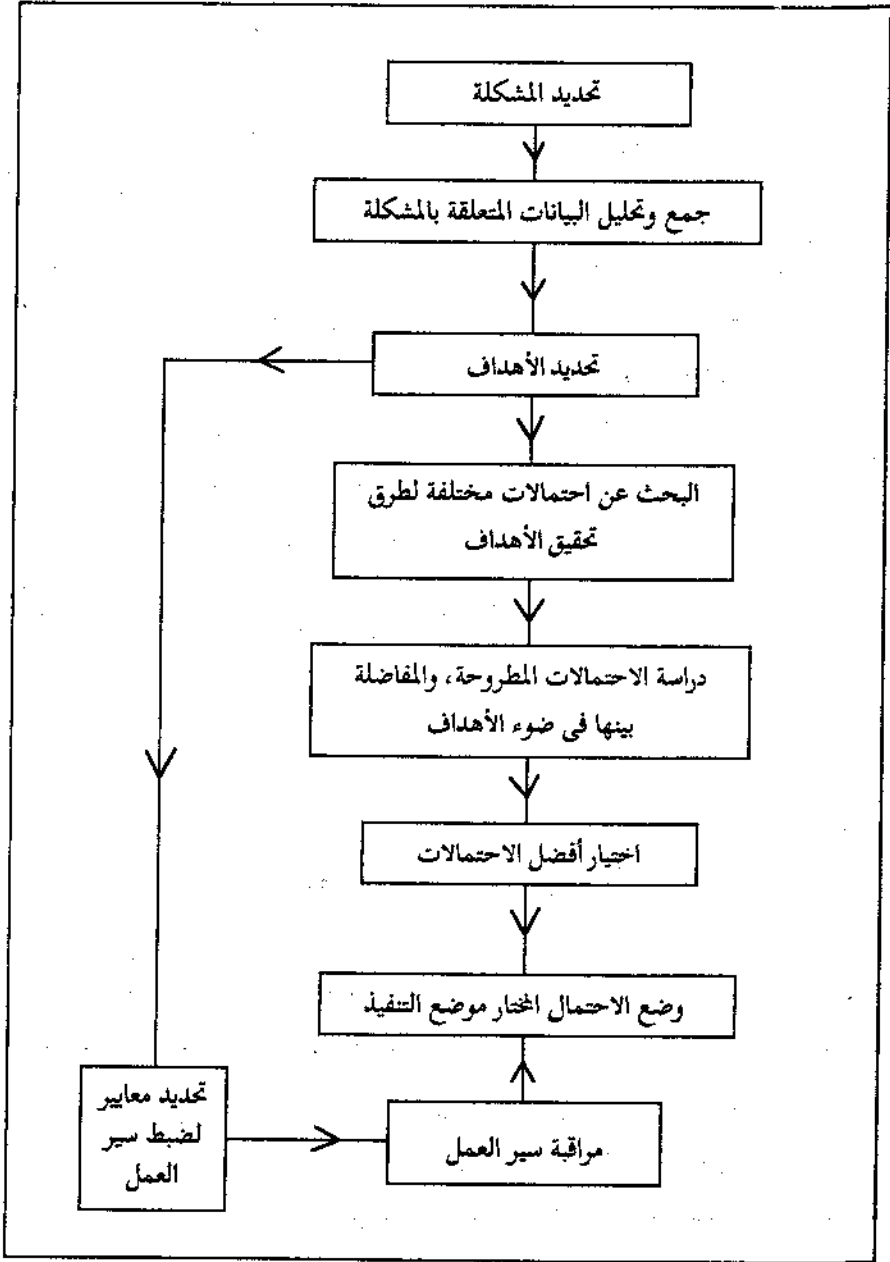 تحديد المشكلة
جمع وتحليل البيانات المتعلقة بالمشكلة
تحديد الأهداف
البحث عن احتمالات مختلفة لطرق
تحقيق الأهداف
دراسة الاحتمالات المطروحة، والمفاضلة
بينها فى ضوء الأهداف
اختيار أفضل الاحتمالات
وضع الاحتمال المختار موضع التنفيذ
تحديد معايير
لضبط سير
العمل
مراقبة سير العمل